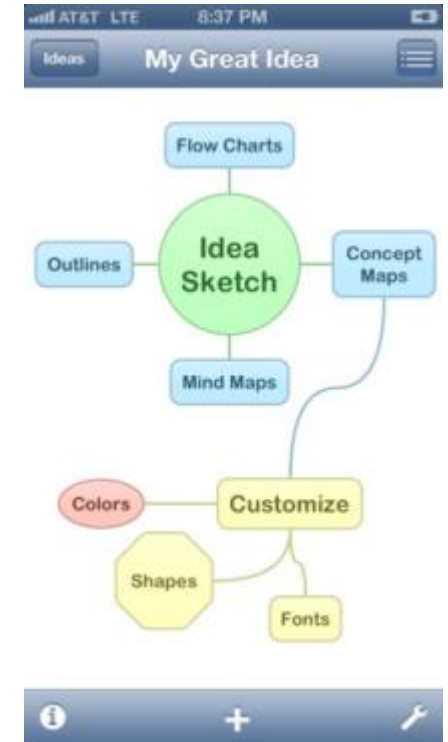 AT&T LTE 8:37 PM
Ideas My Great Idea
Flow Charts
Idea
Sketch
Outlines
Concept
Maps
Mind Maps
Colors
Customize
Shapes
Fonts